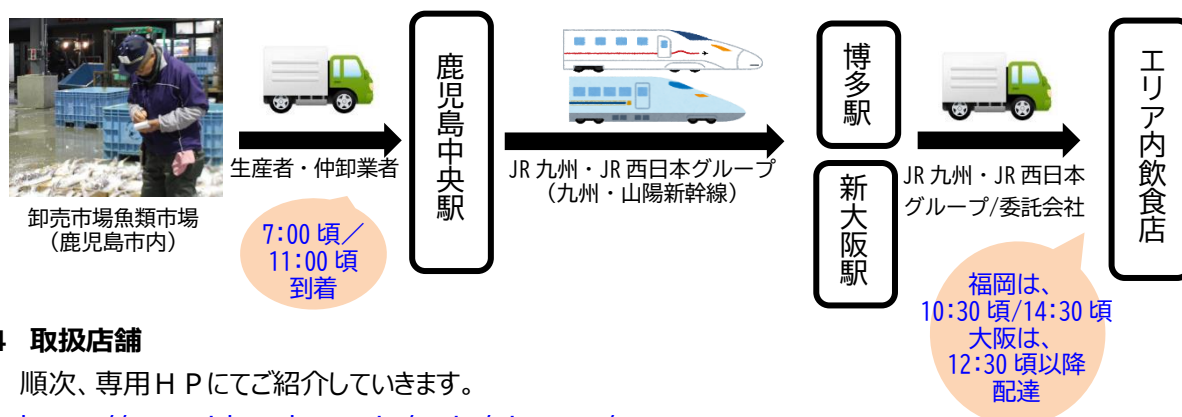 卸売市場魚類市場
（鹿児島市内）
生産者・仲卸業者
7:00 頃／
11:00 頃
到着
鹿児島中央駅
JR 九州・JR 西日本グループ
（九州・山陽新幹線）
博多駅
新大阪駅
JR 九州・JR 西日本
グループ/委託会社
福岡は、
10:30 頃/14:30 頃
大阪は、
12:30 頃以降
配達
エリア内飲食店
取扱店舗
順次、専用ＨＰにてご紹介していきます。